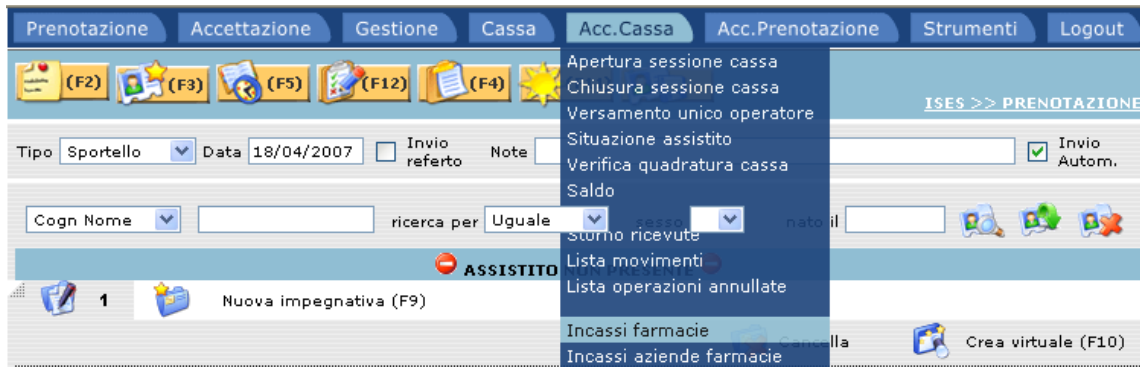 Prenotazione Accettazione Gestione Cassa Acc.Cassa Acc.Prenotazione Strumenti Logout
(F2) (F3) (F5) (F12) (F4)
ISES >> PRENOTAZIONE
Apertura sessione cassa
Chiusura sessione cassa
Versamento unico operatore
Situazione assistito
Verifica quadratura cassa
Saldo
Storno ricevute
Lista movimenti
Lista operazioni annullate
Incassi farmacie
Incassi aziende farmacie
Tipo Sportello Data 18/04/2007 Invio referto Note Invio Autom.
Cogn Nome ricerca per Uguale sesso nato il
ASSISTITO NON PRESENTE
1 Nuova impegnativa (F9)
Cancella Crea virtuale (F10)